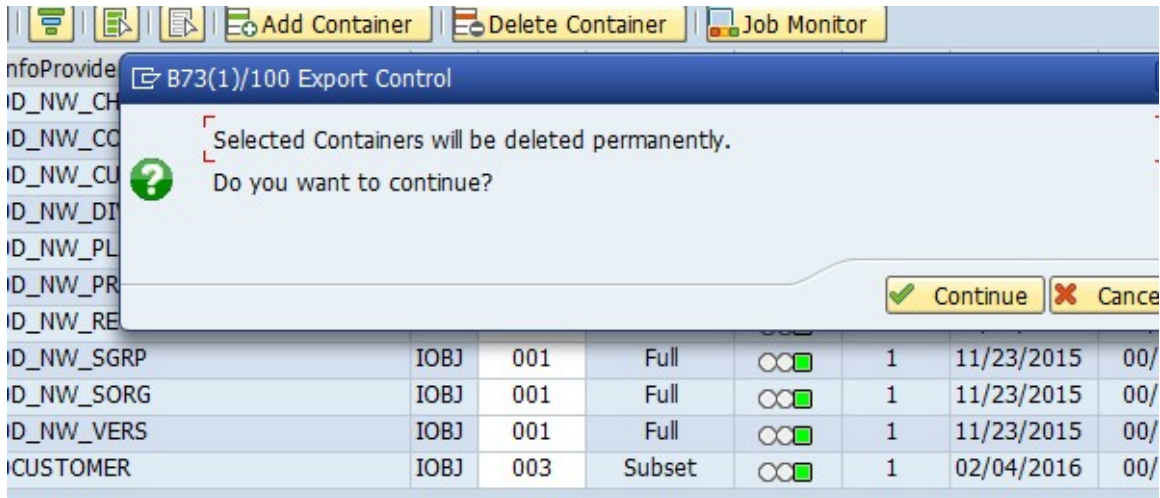 Add Container Delete Container Job Monitor
nfoProvide
B73(1)/100 Export Control
D_NW_CH
Selected Containers will be deleted permanently.
D_NW_CO
D_NW_CU
Do you want to continue?
D_NW_DI
D_NW_PL
D_NW_PR
Continue Cance
D_NW_RE
D_NW_SGRP IOBJ 001 Full 1 11/23/2015 00/
D_NW_SORG IOBJ 001 Full 1 11/23/2015 00/
D_NW_VERS IOBJ 001 Full 1 11/23/2015 00/
CUSTOMER IOBJ 003 Subset 1 02/04/2016 00/